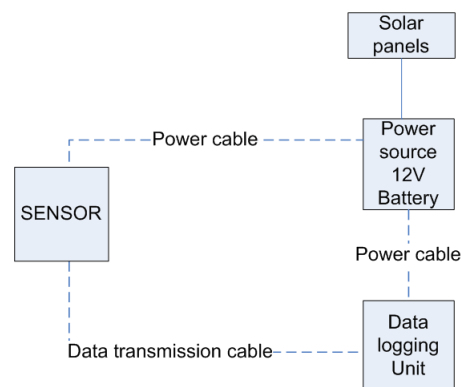 Solar
panels
Power cable
Power
source
12V
Battery
SENSOR
Power cable
Data transmission cable
Data
logging
Unit